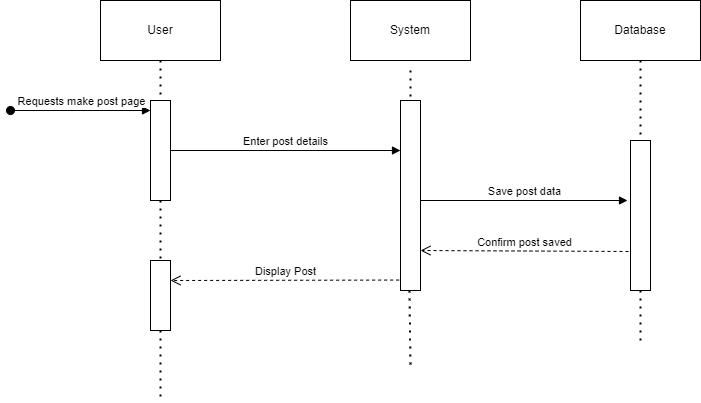 User
System
Database
Requests make post page
Enter post details
Save post data
Confirm post saved
Display Post